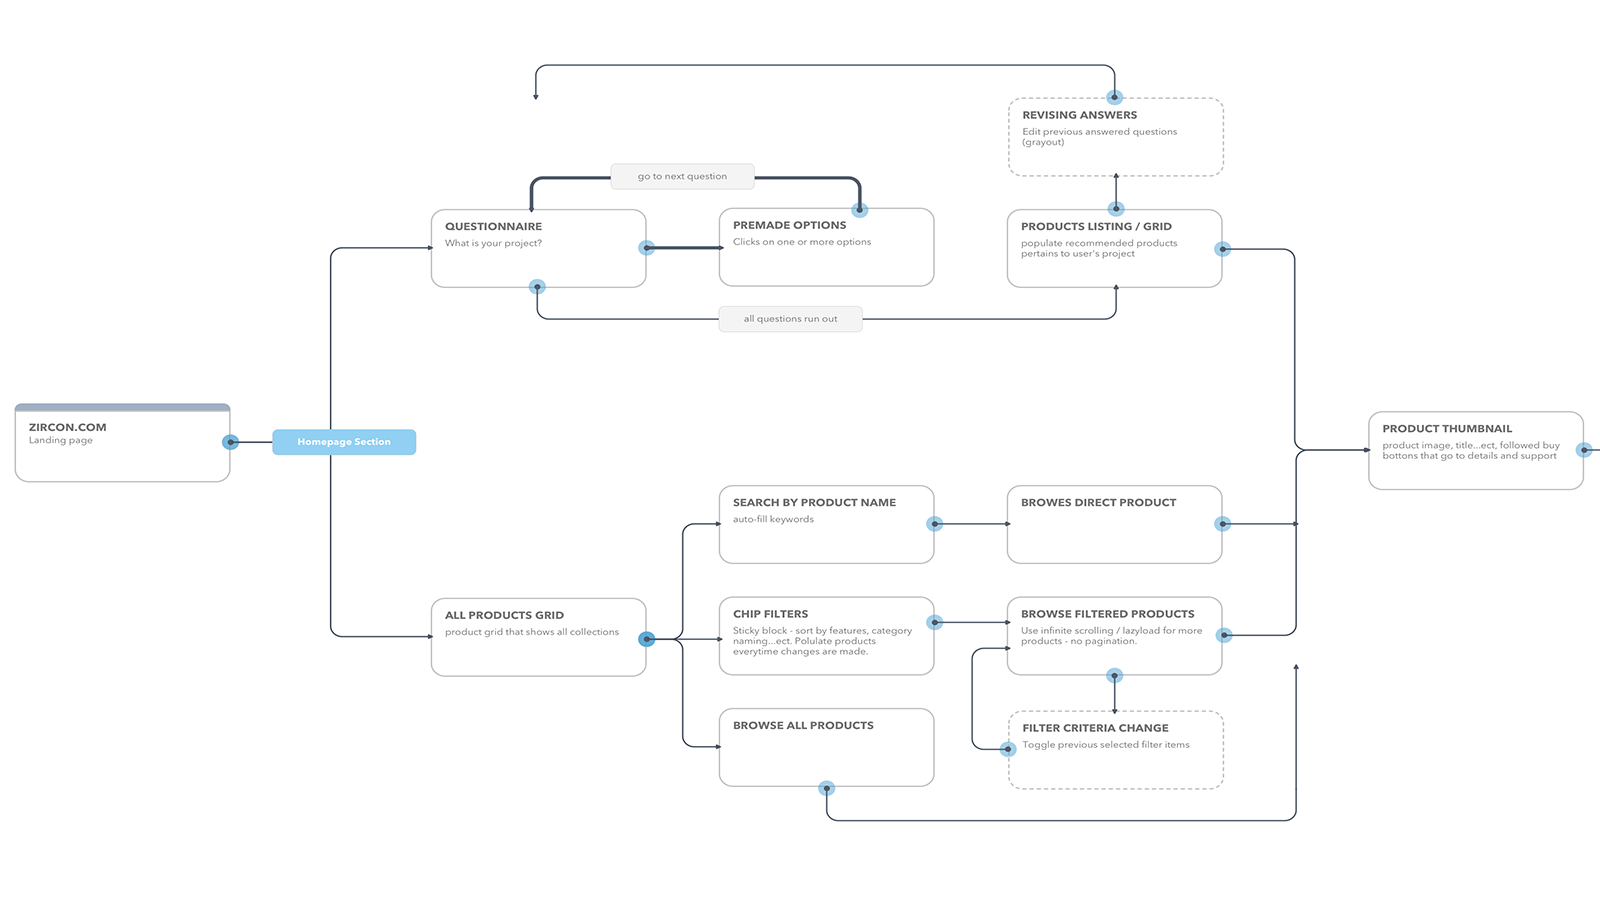 REVISING ANSWERS
Edit previous answered questions
(grayout)
go to next question
QUESTIONNAIRE
What is your project?
PREMADE OPTIONS
Clicks on one or more options
PRODUCTS LISTING / GRID
populate recommended products
pertains to user's project
all questions run out
ZIRCON.COM
Landing page
Homepage Section
PRODUCT THUMBNAIL
product image, title...ect, followed buy
bottons that go to details and support
SEARCH BY PRODUCT NAME
auto-fill keywords
BROWES DIRECT PRODUCT
ALL PRODUCTS GRID
product grid that shows all collections
CHIP FILTERS
Sticky block - sort by features, category
naming...ect. Polulate products
everytime changes are made.
BROWSE FILTERED PRODUCTS
Use infinite scrolling / lazyload for more
products - no pagination.
BROWSE ALL PRODUCTS
FILTER CRITERIA CHANGE
Toggle previous selected filter items